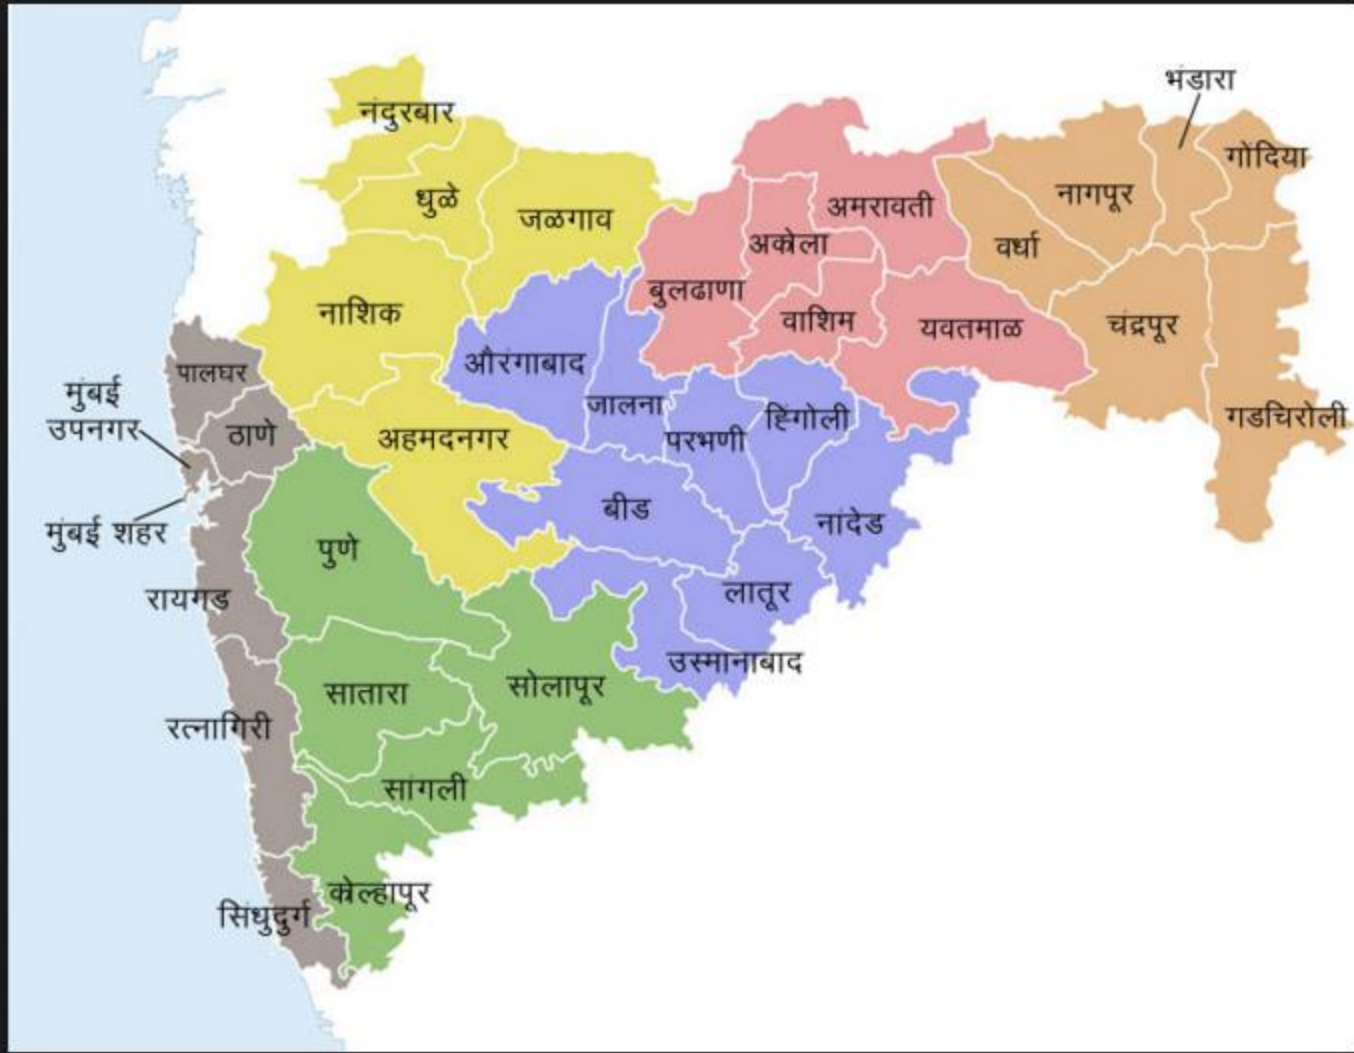 भंडारा
नंदुरबार
गोंदिया
धुळे
जळगाव
अमरावती
नागपूर
अकोला
वर्धा
बुलढाणा
नाशिक
वाशिम
यवतमाळ
चंद्रपूर
औरंगाबाद
पालघर
मुंबई
उपनगर
जालना
ठाणे
अहमदनगर
परभणी
हिंगोली
गडचिरोली
बीड
मुंबई शहर
पुणे
नांदेड
रायगड
लातूर
उस्मानाबाद
सातारा
सोलापूर
रत्नागिरी
सांगली
कोल्हापूर
सिंधुदुर्ग